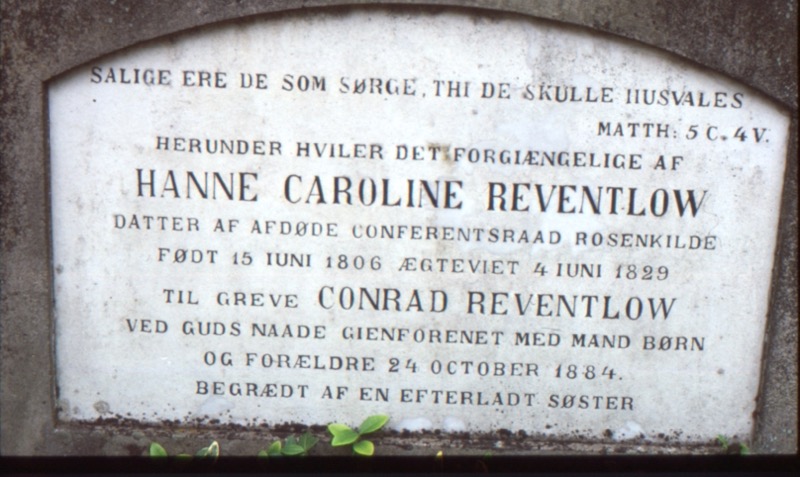 SALIGE ERE DE SOM SØRGE, THI DE SKULLE HUSVALES
MATTH: 5 C. 4 V.
HERUNDER HVILER DET FORGIÆNGELIGE AF
HANNE CAROLINE REVENTLOW
DATTER AF AFDØDE CONFERENTSRAAD ROSENKILDE
FØDT 15 IUNI 1806 ÆGTEVIET 4 IUNI 1829
TIL GREVE CONRAD REVENTLOW
VED GUDS NAADE GIENFORENET MED MAND BØRN
OG FORÆLDRE 24 OCTOBER 1884.
BEGRÆDT AF EN EFTERLADT SØSTER